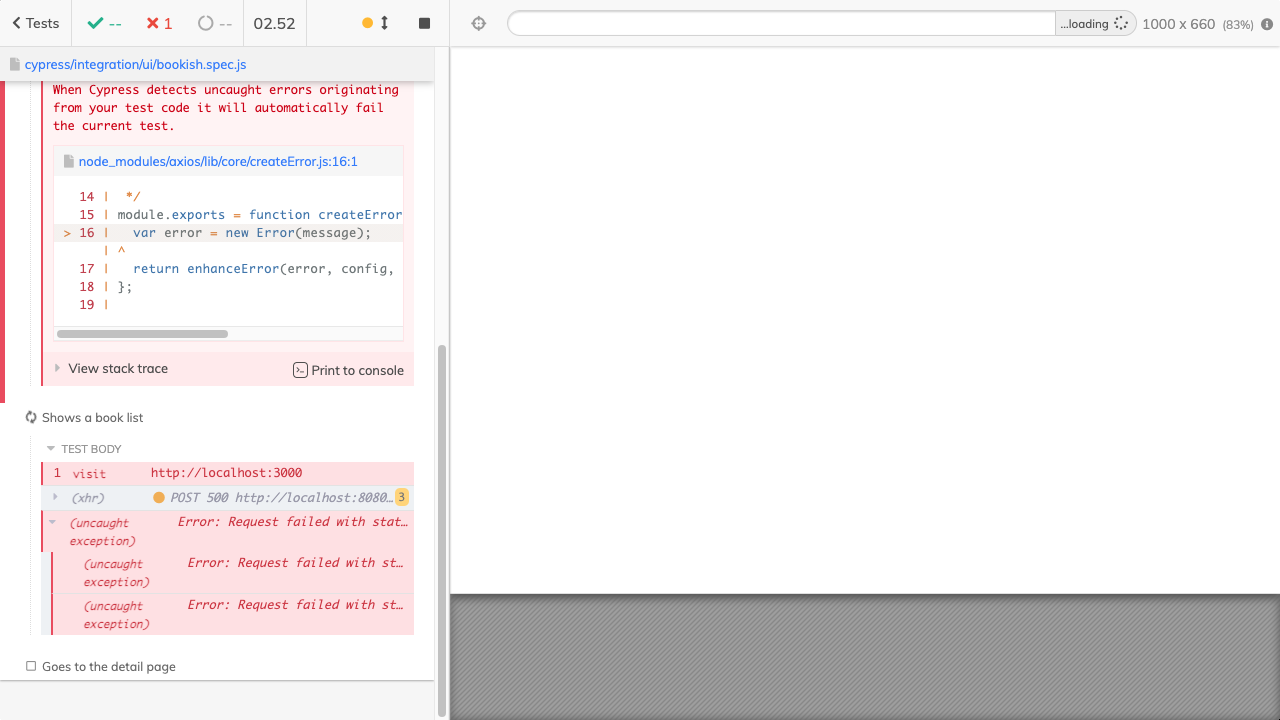 Tests -- 1 -- 02.52 ...loading 1000 x 660 (83%)
cypress/integration/ui/bookish.spec.js
When Cypress detects uncaught errors originating
from your test code it will automatically fail
the current test.
node_modules/axios/lib/core/createError.js:16:1
14 |  */
15 | module.exports = function createError
> 16 |   var error = new Error(message);
| ^
17 |   return enhanceError(error, config,
18 | };
19 |
View stack trace Print to console
Shows a book list
TEST BODY
1 visit http://localhost:3000
(xhr) POST 500 http://localhost:8080… 3
(uncaught exception) Error: Request failed with stat…
(uncaught exception) Error: Request failed with st…
(uncaught exception) Error: Request failed with st…
Goes to the detail page